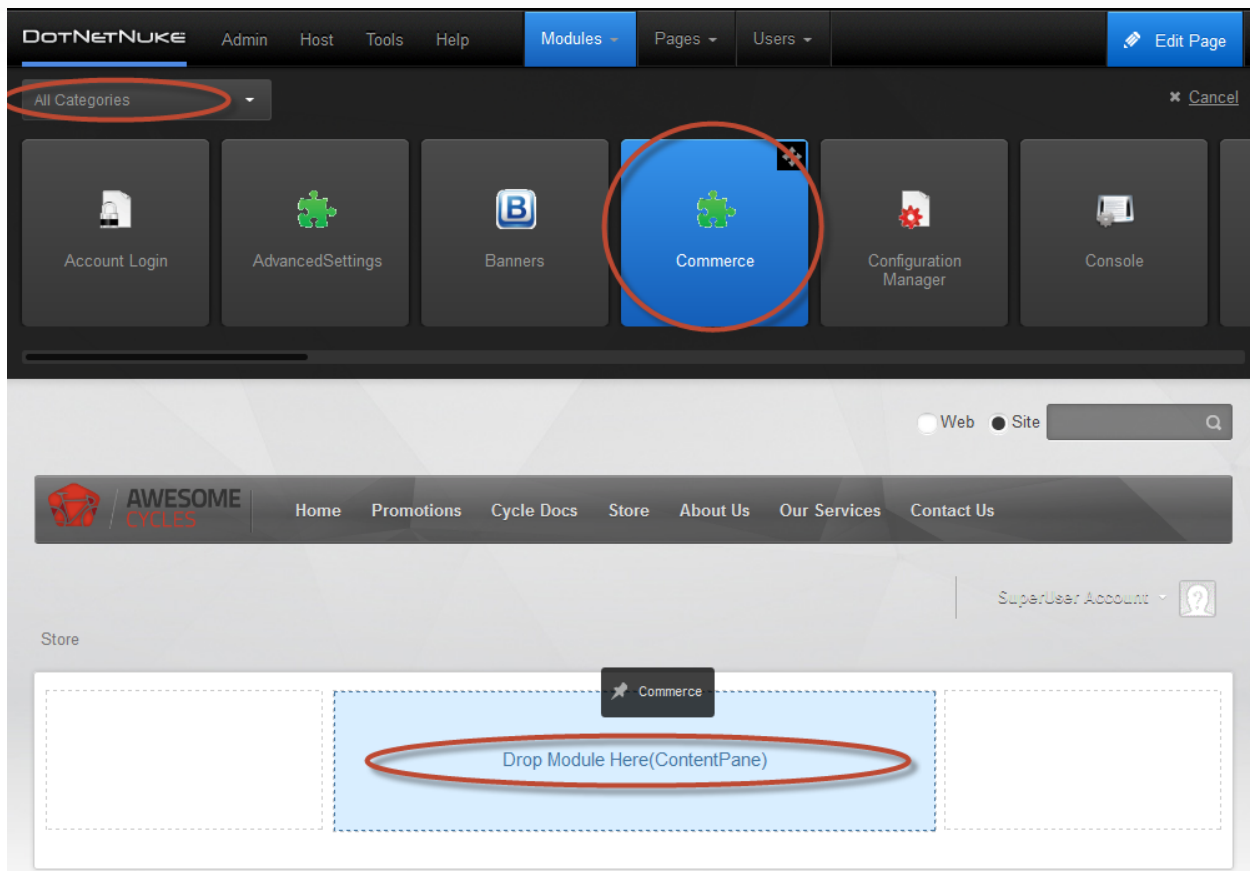 DOTNETNUKE Admin Host Tools Help Modules Pages Users Edit Page
All Categories Cancel
Account Login AdvancedSettings Banners Commerce Configuration Manager Console
Web Site
AWESOME CYCLES Home Promotions Cycle Docs Store About Us Our Services Contact Us
SuperUser Account
Store
Commerce
Drop Module Here(ContentPane)